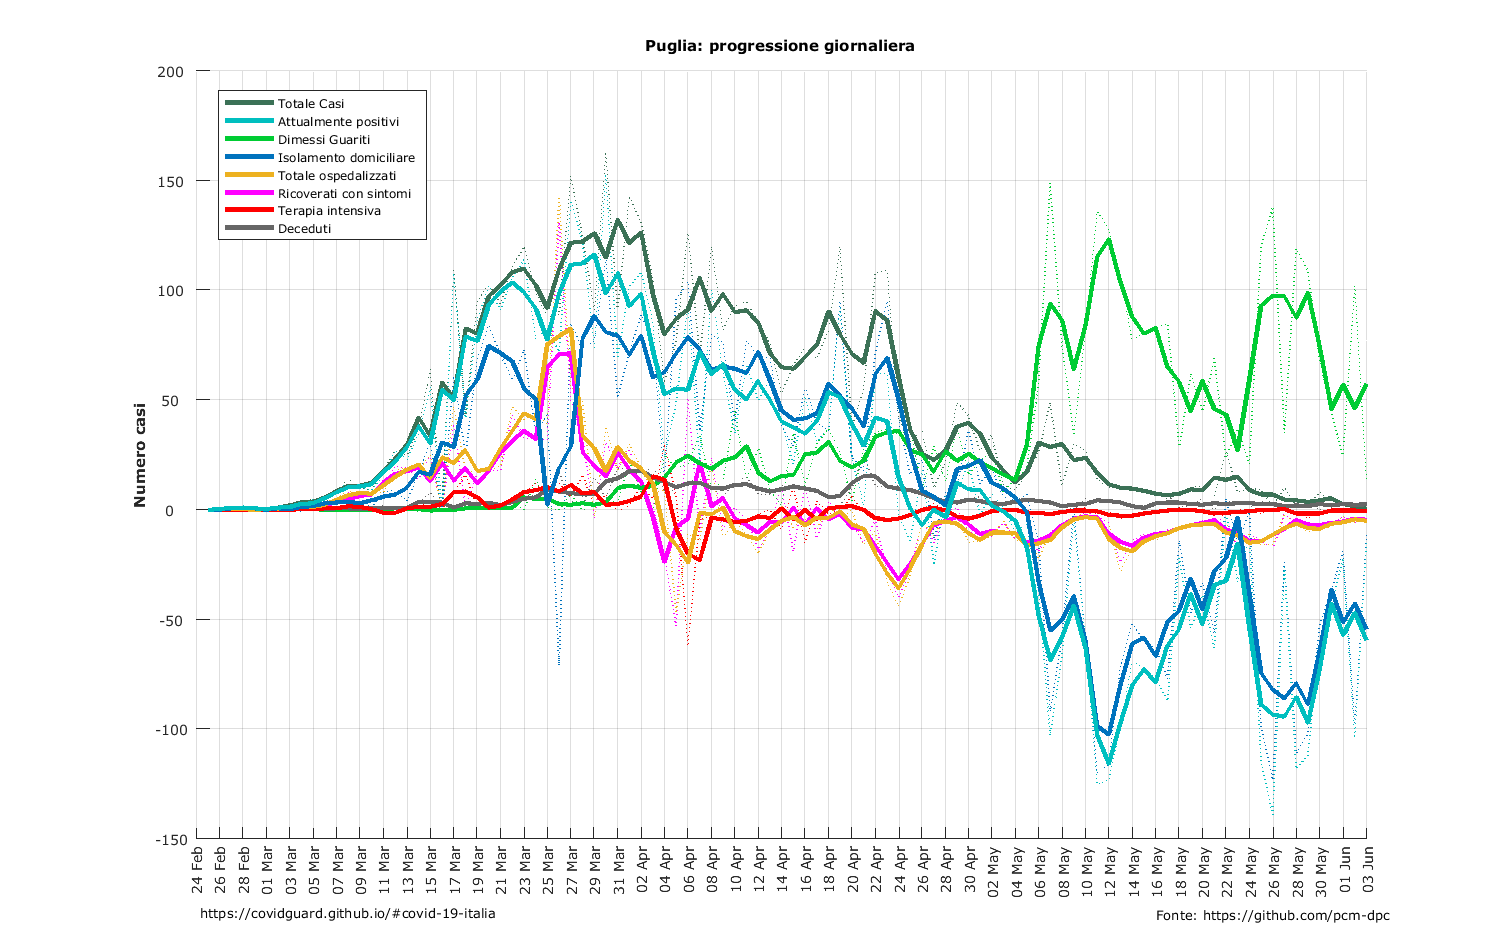 Puglia: progressione giornaliera
200
150
100
50
0
-50
-100
-150
Numero casi
Totale Casi
Attualmente positivi
Dimessi Guariti
Isolamento domiciliare
Totale ospedalizzati
Ricoverati con sintomi
Terapia intensiva
Deceduti
24 Feb
26 Feb
28 Feb
01 Mar
03 Mar
05 Mar
07 Mar
09 Mar
11 Mar
13 Mar
15 Mar
17 Mar
19 Mar
21 Mar
23 Mar
25 Mar
27 Mar
29 Mar
31 Mar
02 Apr
04 Apr
06 Apr
08 Apr
10 Apr
12 Apr
14 Apr
16 Apr
18 Apr
20 Apr
22 Apr
24 Apr
26 Apr
28 Apr
30 Apr
02 May
04 May
06 May
08 May
10 May
12 May
14 May
16 May
18 May
20 May
22 May
24 May
26 May
28 May
30 May
01 Jun
03 Jun
https://covidguard.github.io/#covid-19-italia
Fonte: https://github.com/pcm-dpc